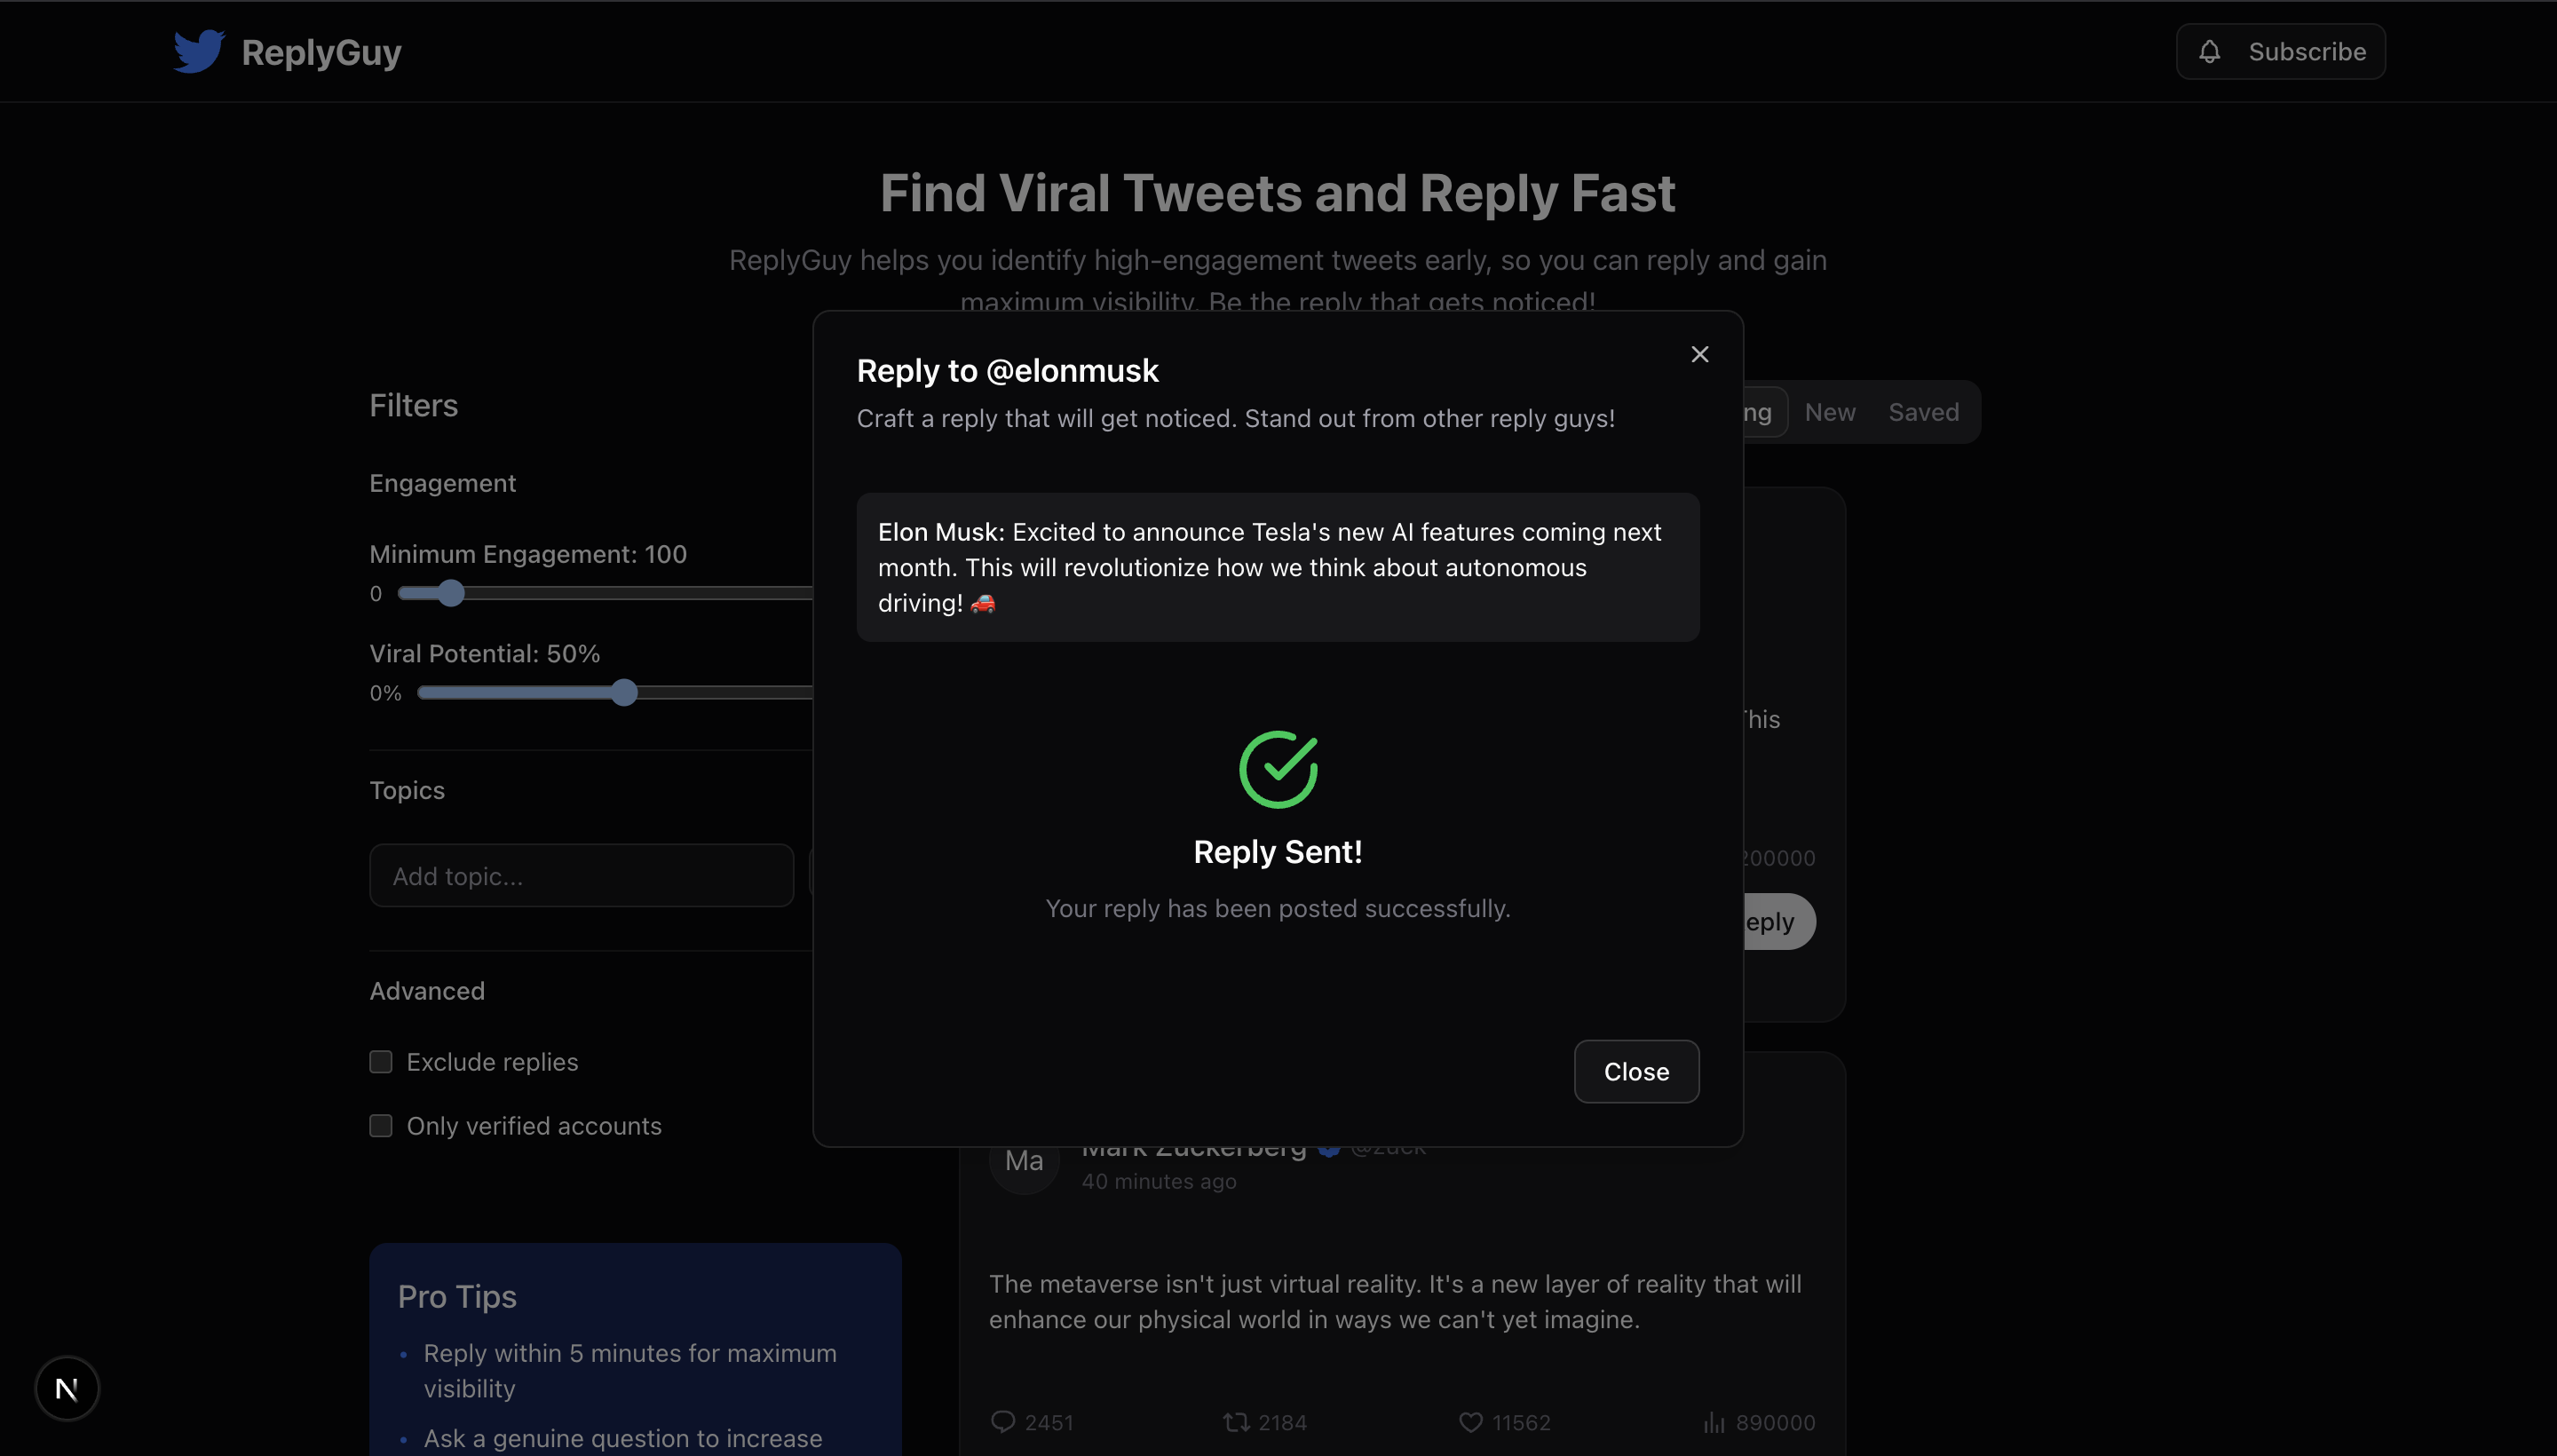 ReplyGuy
Subscribe
Find Viral Tweets and Reply Fast
ReplyGuy helps you identify high-engagement tweets early, so you can reply and gain
maximum visibility. Be the reply that gets noticed!
Filters
Engagement
Minimum Engagement: 100
0
Viral Potential: 50%
0%
Topics
Add topic...
Advanced
Exclude replies
Only verified accounts
Pro Tips
• Reply within 5 minutes for maximum
visibility
• Ask a genuine question to increase
N
Reply to @elonmusk
Craft a reply that will get noticed. Stand out from other reply guys!
Elon Musk: Excited to announce Tesla's new AI features coming next
month. This will revolutionize how we think about autonomous
driving! 🚗
Reply Sent!
Your reply has been posted successfully.
Close
ng New Saved
This
200000
eply
Ma
Mark Zuckerberg @zuck
40 minutes ago
The metaverse isn't just virtual reality. It's a new layer of reality that will
enhance our physical world in ways we can't yet imagine.
2451 2184 11562 890000